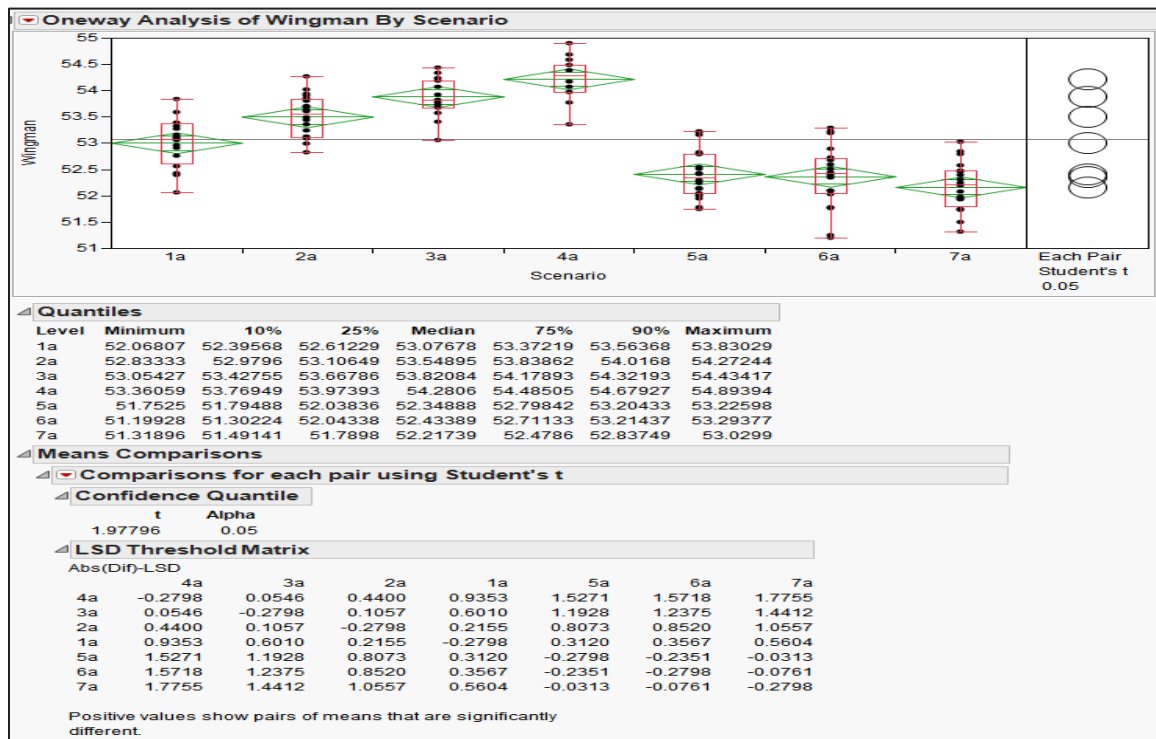 Oneway Analysis of Wingman By Scenario
55
54.5
54
53.5
53
52.5
52
51.5
51
Wingman
1a 2a 3a 4a 5a 6a 7a
Scenario
Each Pair
Student's t
0.05
Quantiles
Level Minimum 10% 25% Median 75% 90% Maximum
1a 52.06807 52.39568 52.61229 53.07678 53.37219 53.56368 53.83029
2a 52.83333 52.9796 53.10649 53.54895 53.83862 54.0168 54.27244
3a 53.05427 53.42755 53.66786 53.82084 54.17893 54.32193 54.43417
4a 53.36059 53.76949 53.97393 54.2806 54.48505 54.67927 54.89394
5a 51.7525 51.79488 52.03836 52.34888 52.79842 53.20433 53.22598
6a 51.19928 51.30224 52.04338 52.43389 52.71133 53.21437 53.29377
7a 51.31896 51.49141 51.7898 52.21739 52.4786 52.83749 53.0299
Means Comparisons
Comparisons for each pair using Student's t
Confidence Quantile
t Alpha
1.97796 0.05
LSD Threshold Matrix
Abs(Dif)-LSD
4a 3a 2a 1a 5a 6a 7a
4a -0.2798 0.0546 0.4400 0.9353 1.5271 1.5718 1.7755
3a 0.0546 -0.2798 0.1057 0.6010 1.1928 1.2375 1.4412
2a 0.4400 0.1057 -0.2798 0.2155 0.8073 0.8520 1.0557
1a 0.9353 0.6010 0.2155 -0.2798 0.3120 0.3567 0.5604
5a 1.5271 1.1928 0.8073 0.3120 -0.2798 -0.2351 -0.0313
6a 1.5718 1.2375 0.8520 0.3567 -0.2351 -0.2798 -0.0761
7a 1.7755 1.4412 1.0557 0.5604 -0.0313 -0.0761 -0.2798
Positive values show pairs of means that are significantly
different.